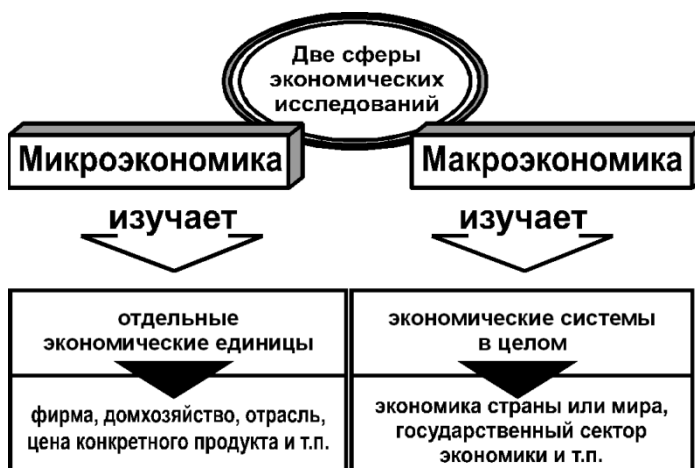 Две сферы
экономических
исследований
Микроэкономика
Макроэкономика
изучает
изучает
отдельные
экономические единицы
экономические системы
в целом
фирма, домхозяйство, отрасль,
цена конкретного продукта и т.п.
экономика страны или мира,
государственный сектор
экономики и т.п.